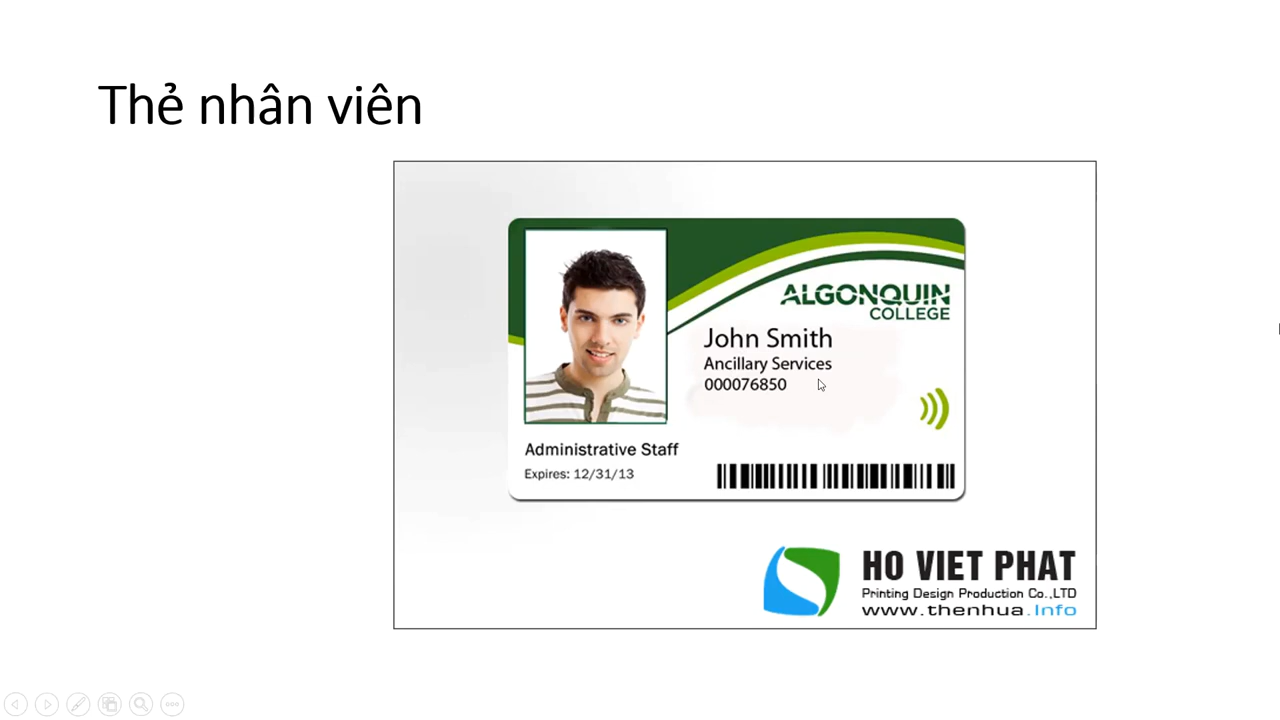 Thẻ nhân viên
ALGONQUIN
COLLEGE
John Smith
Ancillary Services
000076850
Administrative Staff
Expires: 12/31/13
HO VIET PHAT
Printing Design Production Co.,LTD
www.thenhua.Info